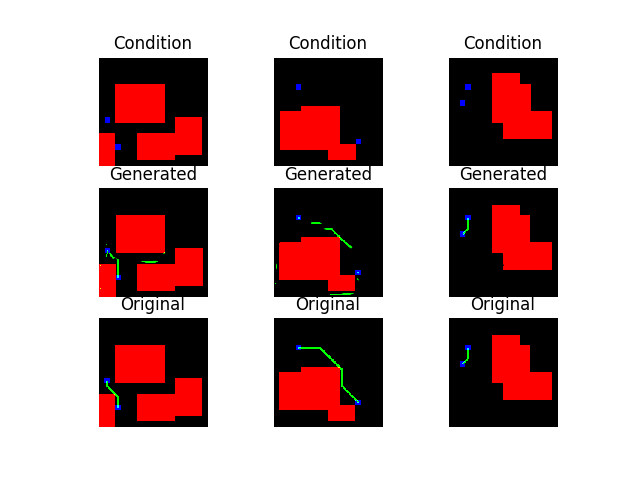 Condition
Condition
Condition
Generated
Generated
Generated
Original
Original
Original